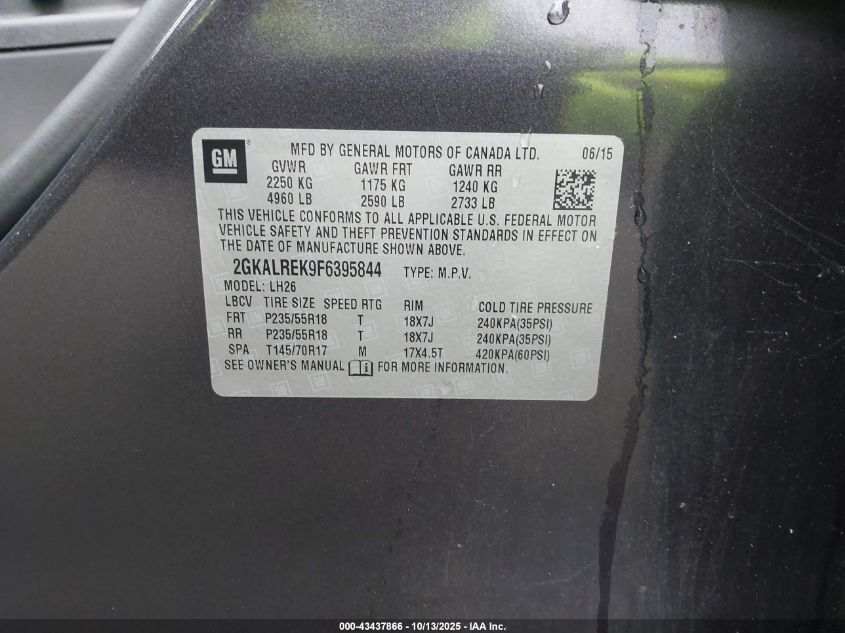 GM ® MFD BY GENERAL MOTORS OF CANADA LTD. 06/15
GVWR GAWR FRT GAWR RR
2250 KG 1175 KG 1240 KG
4960 LB 2590 LB 2733 LB
THIS VEHICLE CONFORMS TO ALL APPLICABLE U.S. FEDERAL MOTOR
VEHICLE SAFETY AND THEFT PREVENTION STANDARDS IN EFFECT ON
THE DATE OF MANUFACTURE SHOWN ABOVE.
2GKALREK9F6395844 TYPE: M.P.V.
MODEL: LH26
LBCV TIRE SIZE SPEED RTG RIM COLD TIRE PRESSURE
FRT P235/55R18 T 18X7J 240KPA(35PSI)
RR P235/55R18 T 18X7J 240KPA(35PSI)
SPA T145/70R17 M 17X4.5T 420KPA(60PSI)
SEE OWNER'S MANUAL i FOR MORE INFORMATION.
000-43437866 - 10/13/2025 - IAA Inc.